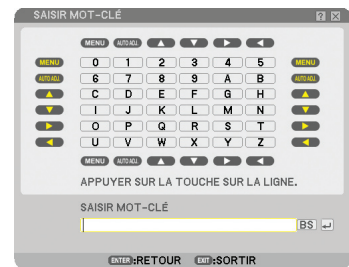 SAISIR MOT-CLÉ
MENU AUTO ADJ.
MENU 0 1 2 3 4 5 MENU
AUTO ADJ. 6 7 8 9 A B AUTO ADJ.
C D E F G H
I J K L M N
O P Q R S T
U V W X Y Z
MENU AUTO ADJ.
APPUYER SUR LA TOUCHE SUR LA LIGNE.
SAISIR MOT-CLÉ
BS
ENTER :RETOUR EXIT :SORTIR